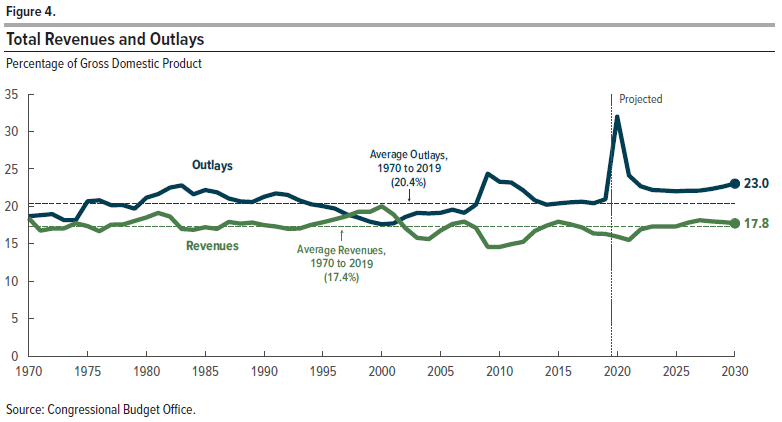 Figure 4.
Total Revenues and Outlays
Percentage of Gross Domestic Product
35
30
25
20
15
10
5
0
Projected
Outlays
Average Outlays,
1970 to 2019
(20.4%)
23.0
Revenues
Average Revenues,
1970 to 2019
(17.4%)
17.8
1970 1975 1980 1985 1990 1995 2000 2005 2010 2015 2020 2025 2030
Source: Congressional Budget Office.